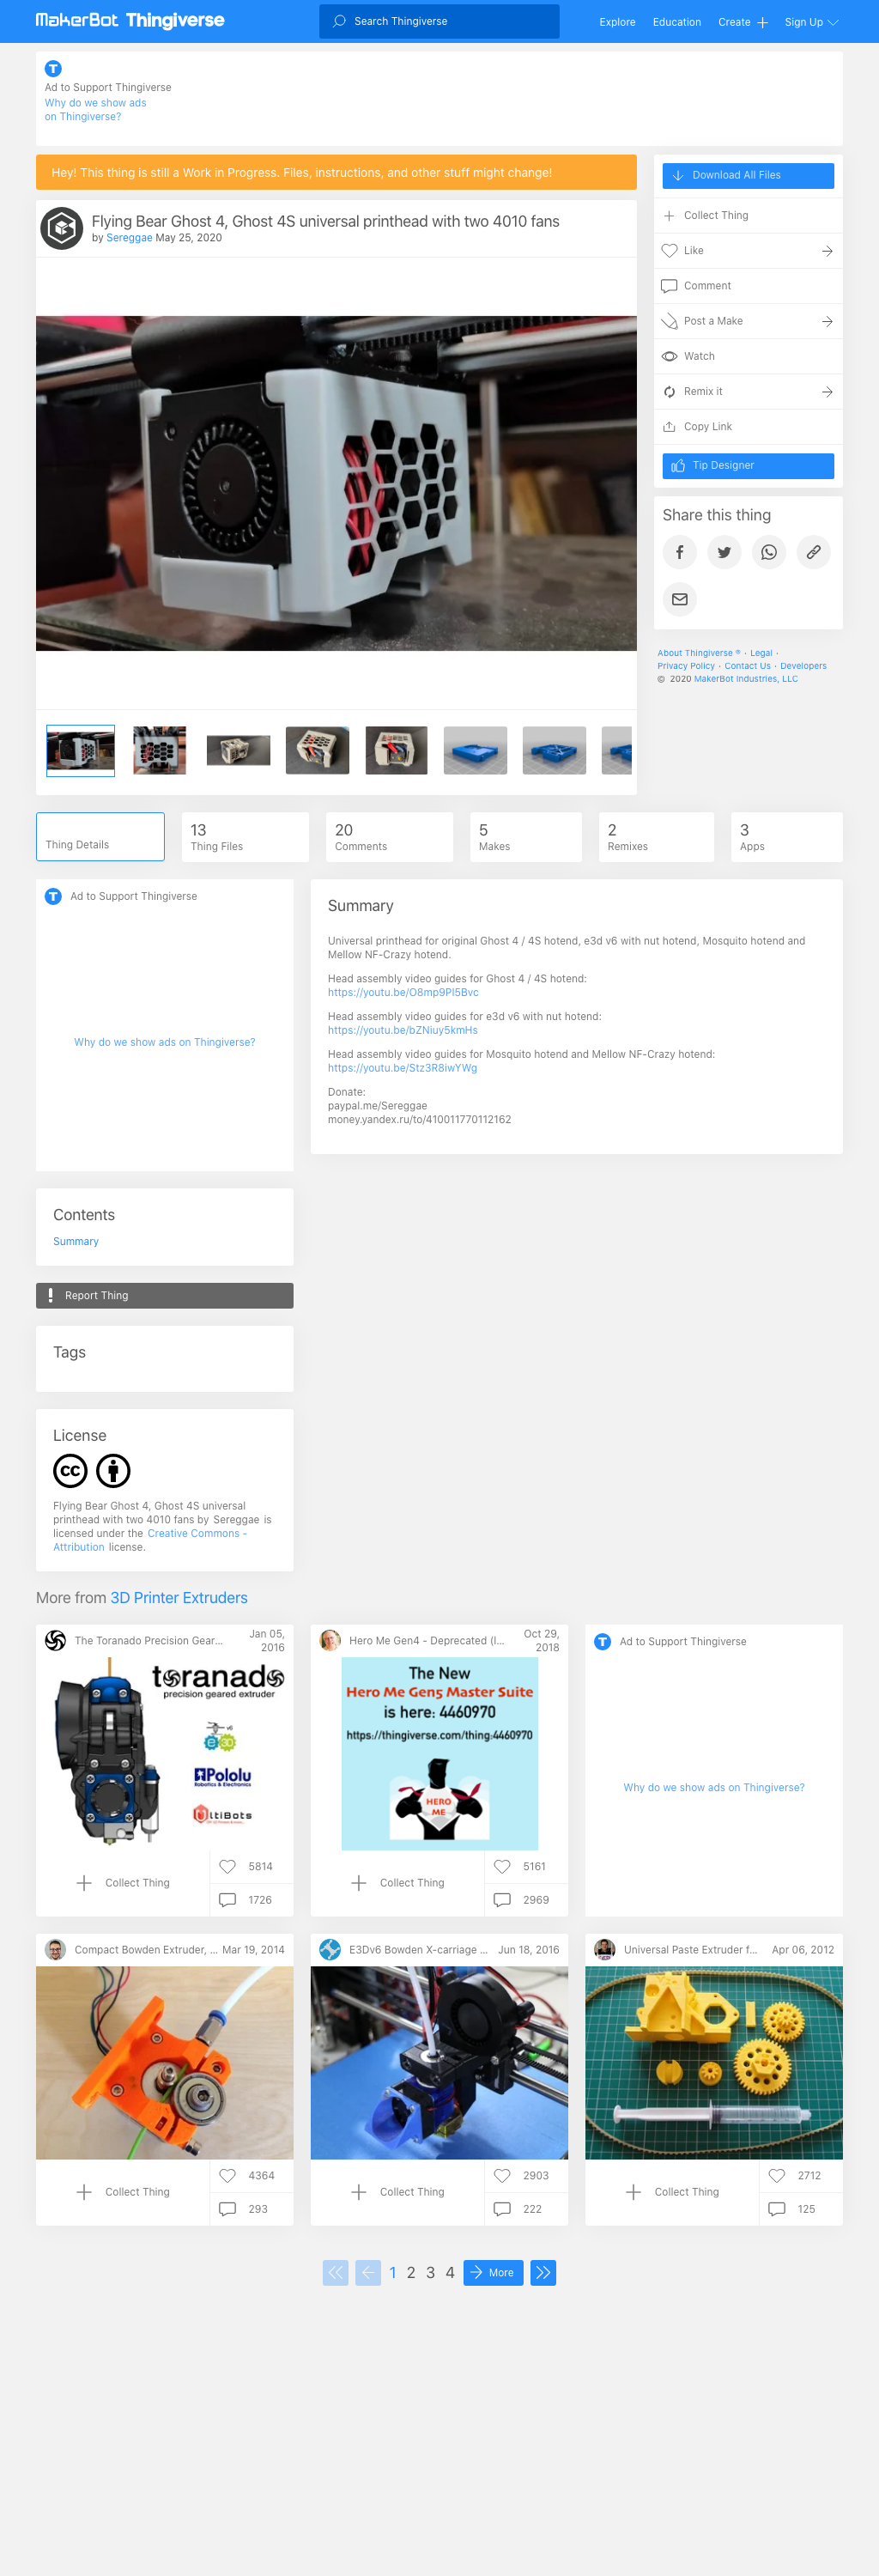 MakerBot Thingiverse
Search Thingiverse
Explore
Education
Create
Sign Up
Ad to Support Thingiverse
Why do we show ads
on Thingiverse?
Hey! This thing is still a Work in Progress. Files, instructions, and other stuff might change!
Flying Bear Ghost 4, Ghost 4S universal printhead with two 4010 fans
by Sereggae May 25, 2020
Download All Files
Collect Thing
Like
Comment
Post a Make
Watch
Remix it
Copy Link
Tip Designer
Share this thing
About Thingiverse ® · Legal ·
Privacy Policy · Contact Us · Developers
© 2020 MakerBot Industries, LLC
Thing Details
13
Thing Files
20
Comments
5
Makes
2
Remixes
3
Apps
Ad to Support Thingiverse
Why do we show ads on Thingiverse?
Summary
Universal printhead for original Ghost 4 / 4S hotend, e3d v6 with nut hotend, Mosquito hotend and
Mellow NF-Crazy hotend.
Head assembly video guides for Ghost 4 / 4S hotend:
https://youtu.be/O8mp9Pl5Bvc
Head assembly video guides for e3d v6 with nut hotend:
https://youtu.be/bZNiuy5kmHs
Head assembly video guides for Mosquito hotend and Mellow NF-Crazy hotend:
https://youtu.be/Stz3R8iwYWg
Donate:
paypal.me/Sereggae
money.yandex.ru/to/410011770112162
Contents
Summary
Report Thing
Tags
License
cc
Flying Bear Ghost 4, Ghost 4S universal
printhead with two 4010 fans by Sereggae is
licensed under the Creative Commons -
Attribution license.
More from 3D Printer Extruders
The Toranado Precision Gear...
Jan 05,
2016
toranado
precision geared extruder
v6
e3D
Pololu
Robotics & Electronics
UltiBots
Collect Thing
5814
1726
Hero Me Gen4 - Deprecated (I...
Oct 29,
2018
The New
Hero Me Gen5 Master Suite
is here: 4460970
https://thingiverse.com/thing:4460970
HERO
ME
Collect Thing
5161
2969
Ad to Support Thingiverse
Why do we show ads on Thingiverse?
Compact Bowden Extruder, ...
Mar 19, 2014
Collect Thing
4364
293
E3Dv6 Bowden X-carriage ...
Jun 18, 2016
Collect Thing
2903
222
Universal Paste Extruder f...
Apr 06, 2012
Collect Thing
2712
125
1 2 3 4 More